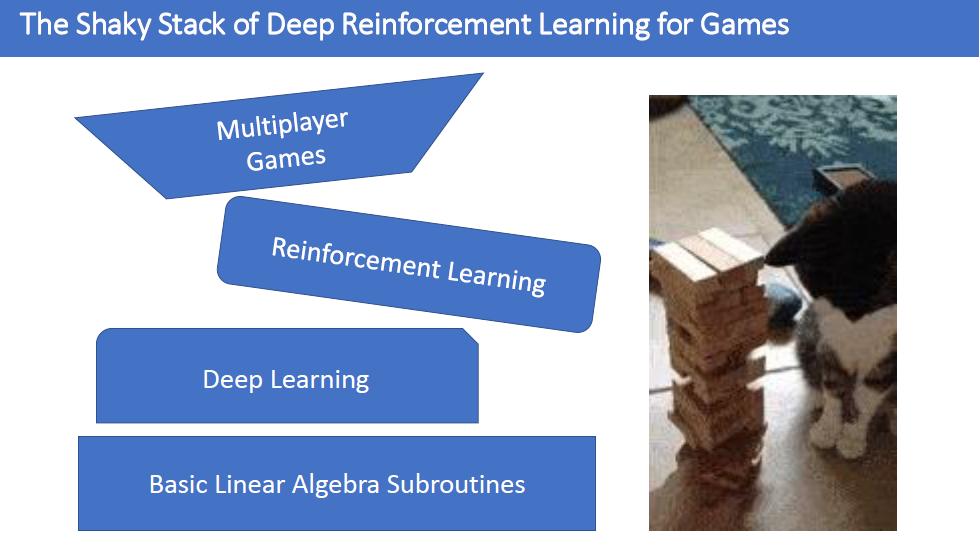 The Shaky Stack of Deep Reinforcement Learning for Games
Multiplayer
Games
Reinforcement Learning
Deep Learning
Basic Linear Algebra Subroutines